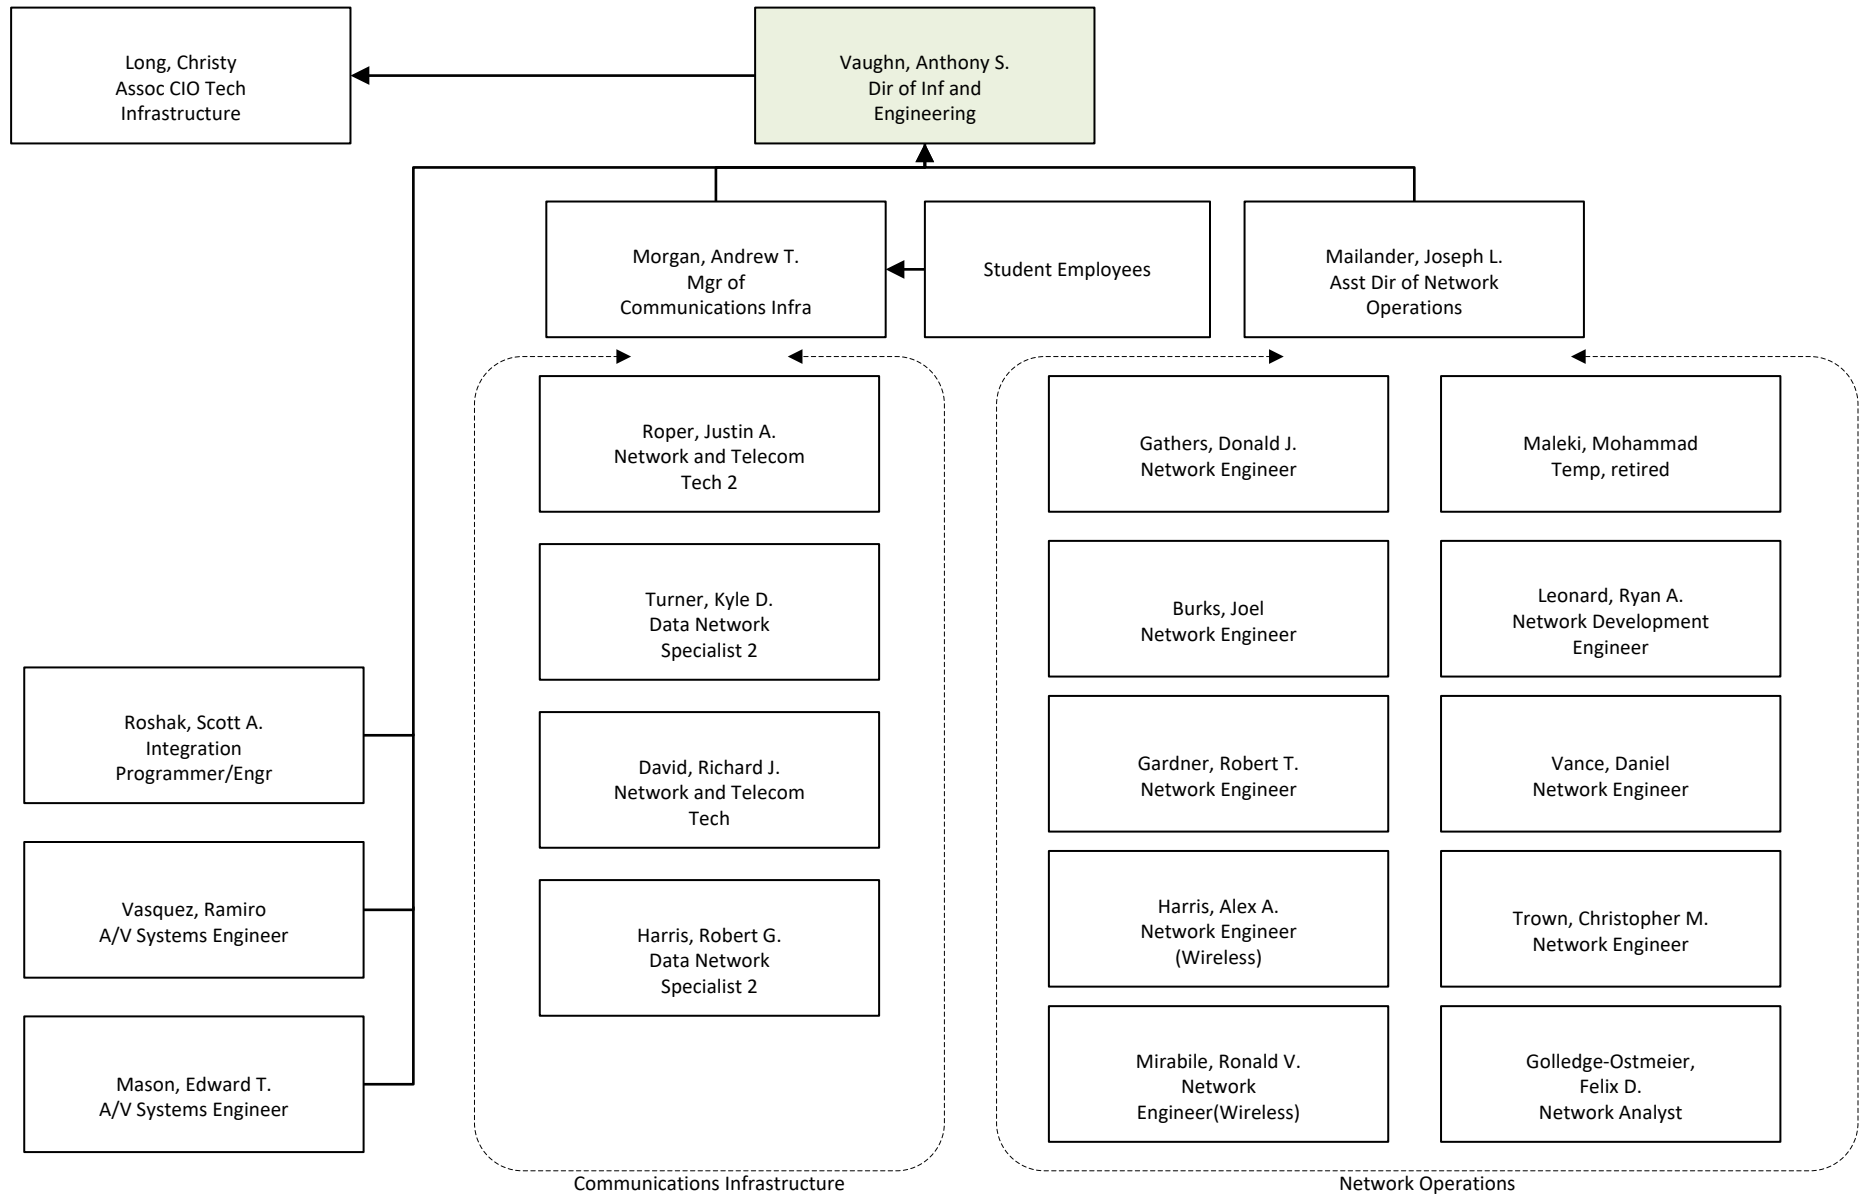 Long, Christy
Assoc CIO Tech
Infrastructure
Vaughn, Anthony S.
Dir of Inf and
Engineering
Morgan, Andrew T.
Mgr of
Communications Infra
Student Employees
Mailander, Joseph L.
Asst Dir of Network
Operations
Roshak, Scott A.
Integration
Programmer/Engr
Vasquez, Ramiro
A/V Systems Engineer
Mason, Edward T.
A/V Systems Engineer
Roper, Justin A.
Network and Telecom
Tech 2
Turner, Kyle D.
Data Network
Specialist 2
David, Richard J.
Network and Telecom
Tech
Harris, Robert G.
Data Network
Specialist 2
Communications Infrastructure
Gathers, Donald J.
Network Engineer
Burks, Joel
Network Engineer
Gardner, Robert T.
Network Engineer
Harris, Alex A.
Network Engineer
(Wireless)
Mirabile, Ronald V.
Network
Engineer(Wireless)
Maleki, Mohammad
Temp, retired
Leonard, Ryan A.
Network Development
Engineer
Vance, Daniel
Network Engineer
Trown, Christopher M.
Network Engineer
Golledge-Ostmeier,
Felix D.
Network Analyst
Network Operations